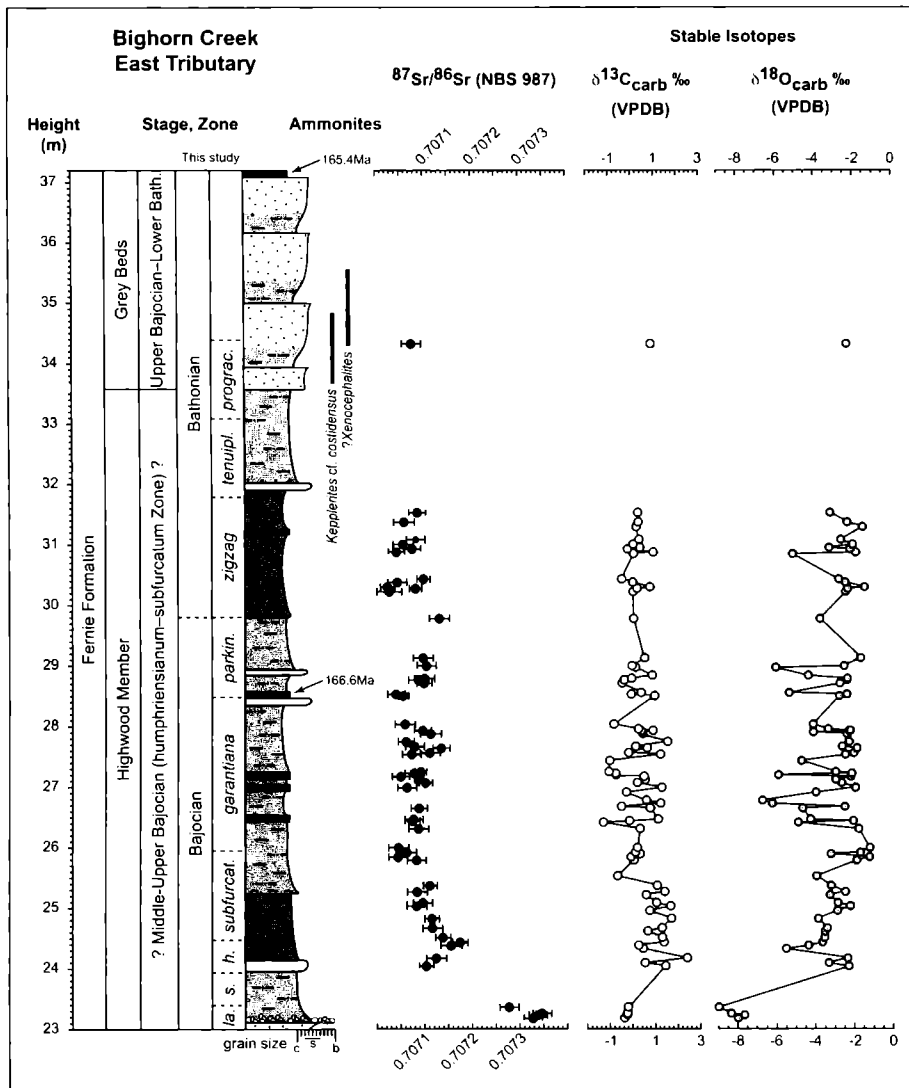 Bighorn Creek
East Tributary
Stable Isotopes
87Sr/86Sr (NBS 987)
δ13Ccarb ‰
(VPDB)
δ18Ocarb ‰
(VPDB)
Height
(m)
Stage, Zone
Ammonites
This study
0.7071
0.7072
0.7073
-1
1
3
-8
-6
-4
-2
0
165.4Ma
37
36
35
34
33
32
31
30
29
28
27
26
25
24
23
Fernie Formation
Grey Beds
Highwood Member
Upper Bajocian–Lower Bath.
? Middle-Upper Bajocian (humphriensianum–subfurcatum Zone) ?
Bathonian
Bajocian
prograc.
tenuipl.
zigzag
parkin.
garantiana
subfurcat.
h.
s.
la.
Kepplerites cf. costidensus
?Xenocephalites
166.6Ma
grain size
c
s
b
0.7071
0.7072
0.7073
-1
1
3
-8
-6
-4
-2
0